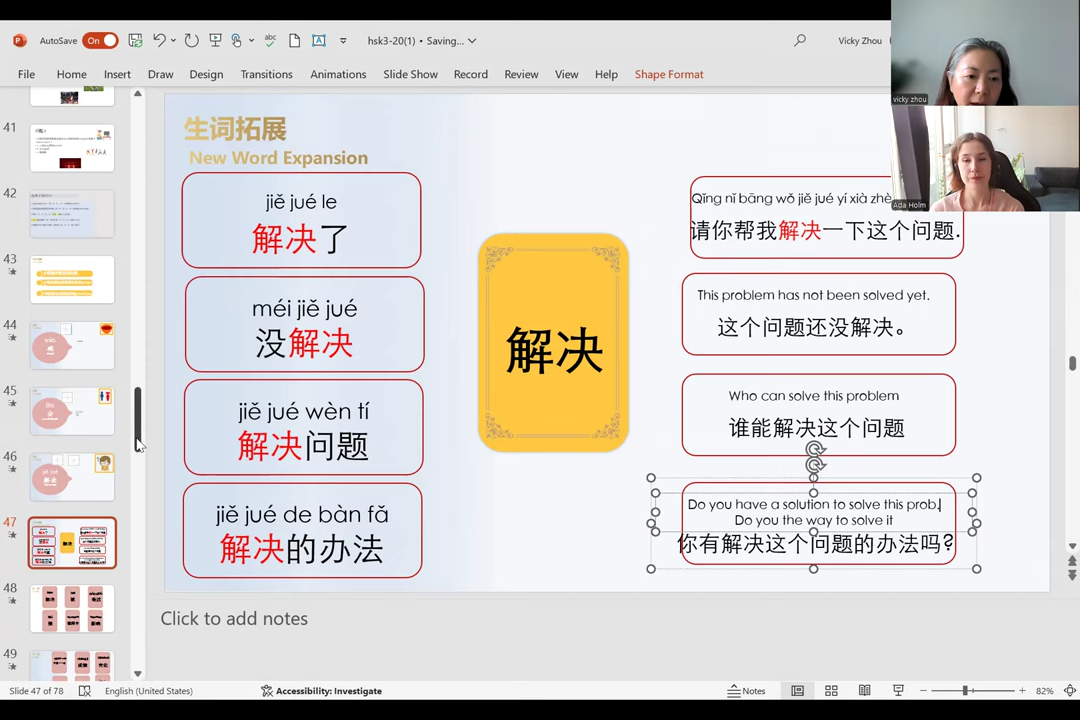 AutoSave
On
hsk3-20(1) • Saving...
Vicky Zhou
File
Home
Insert
Draw
Design
Transitions
Animations
Slide Show
Record
Review
View
Help
Shape Format
vicky zhou
Ada Holm
41
42
43
44
45
46
47
48
49
生词拓展
New Word Expansion
jiě jué le
解决了
méi jiě jué
没解决
jiě jué wèn tí
解决问题
jiě jué de bàn fǎ
解决的办法
解决
Qǐng nǐ bāng wǒ jiě jué yí xià zhè
请你帮我解决一下这个问题.
This problem has not been solved yet.
这个问题还没解决。
Who can solve this problem
谁能解决这个问题
Do you have a solution to solve this prob.
Do you the way to solve it
你有解决这个问题的办法吗?
Click to add notes
Slide 47 of 78
English (United States)
Accessibility: Investigate
Notes
82%